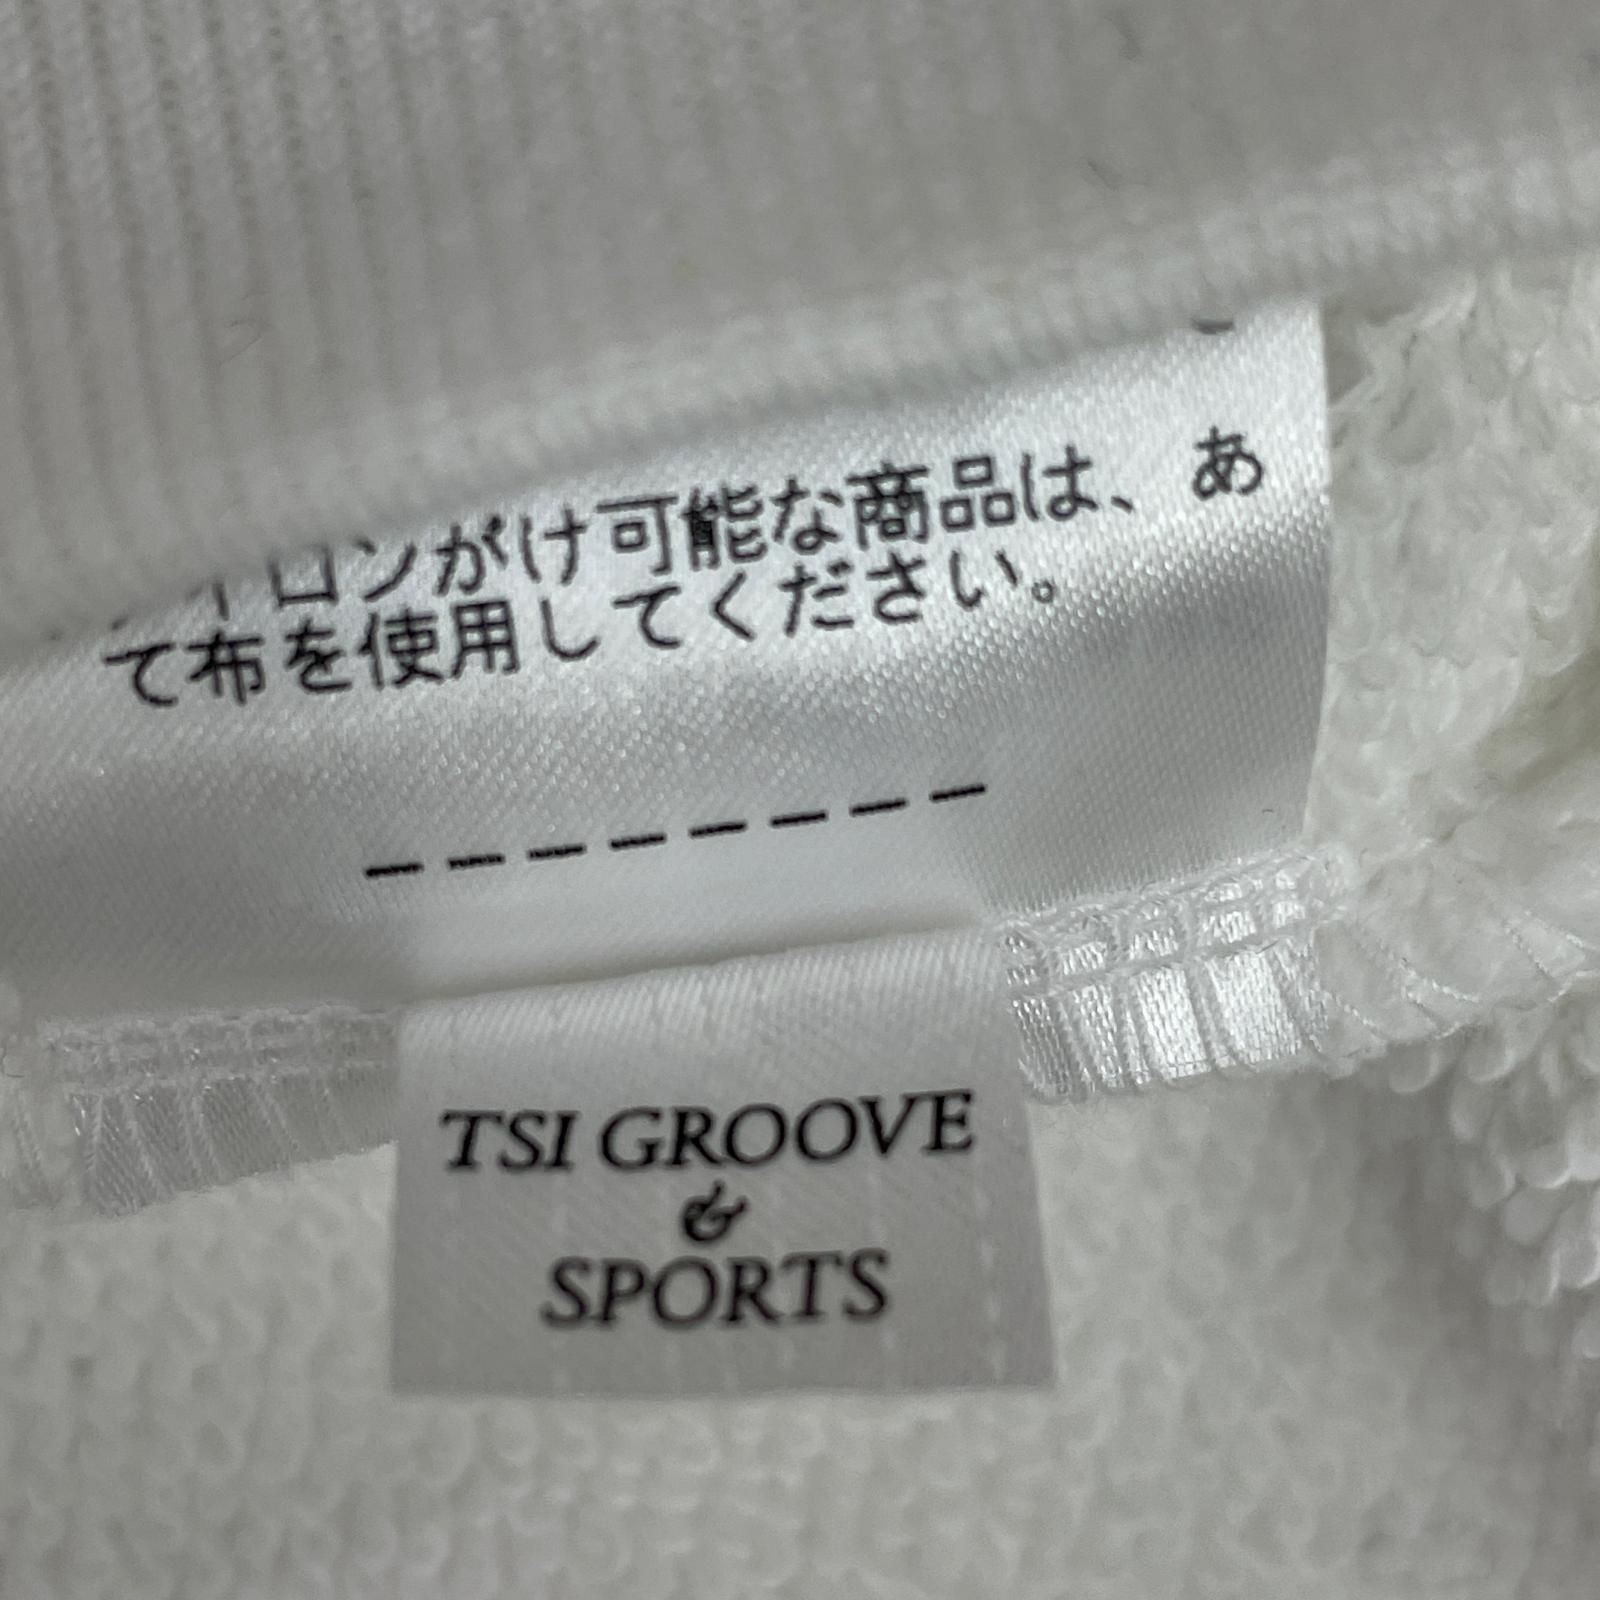 イロンがけ可能な商品は、あ
て布を使用してください。
TSI GROOVE
&
SPORTS